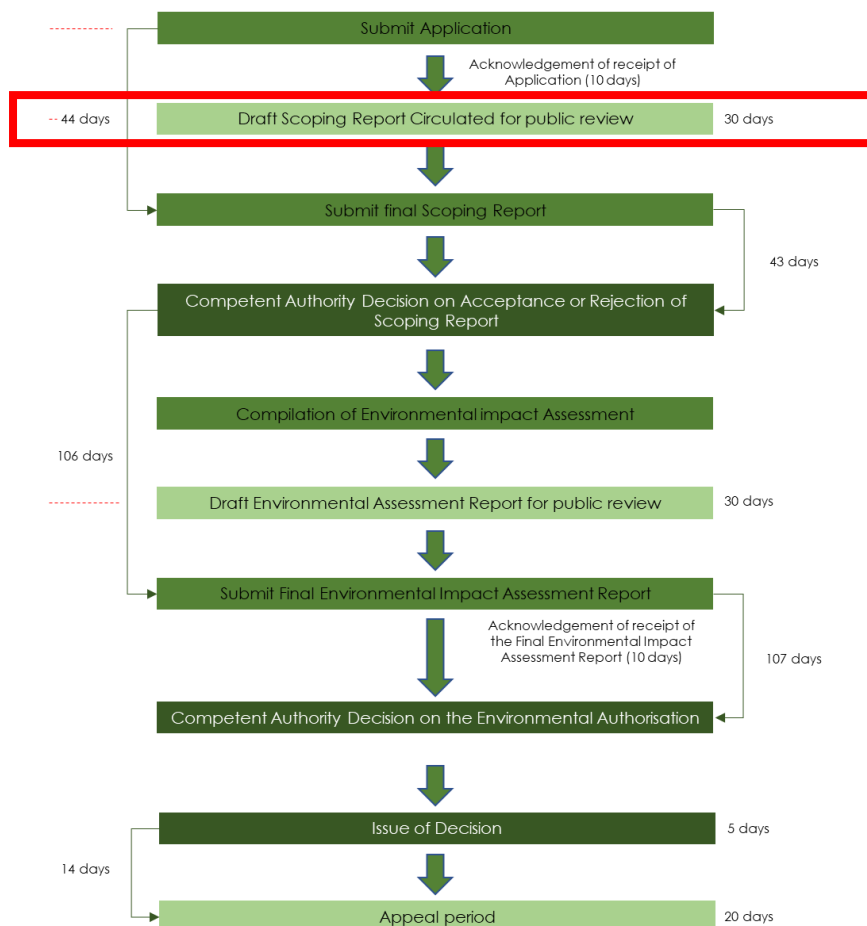 Submit Application
Acknowledgement of receipt of
Application (10 days)
44 days
Draft Scoping Report Circulated for public review
30 days
Submit final Scoping Report
43 days
Competent Authority Decision on Acceptance or Rejection of
Scoping Report
Compilation of Environmental impact Assessment
106 days
Draft Environmental Assessment Report for public review
30 days
Submit Final Environmental Impact Assessment Report
Acknowledgement of receipt of
the Final Environmental Impact
Assessment Report (10 days)
107 days
Competent Authority Decision on the Environmental Authorisation
Issue of Decision
5 days
14 days
Appeal period
20 days